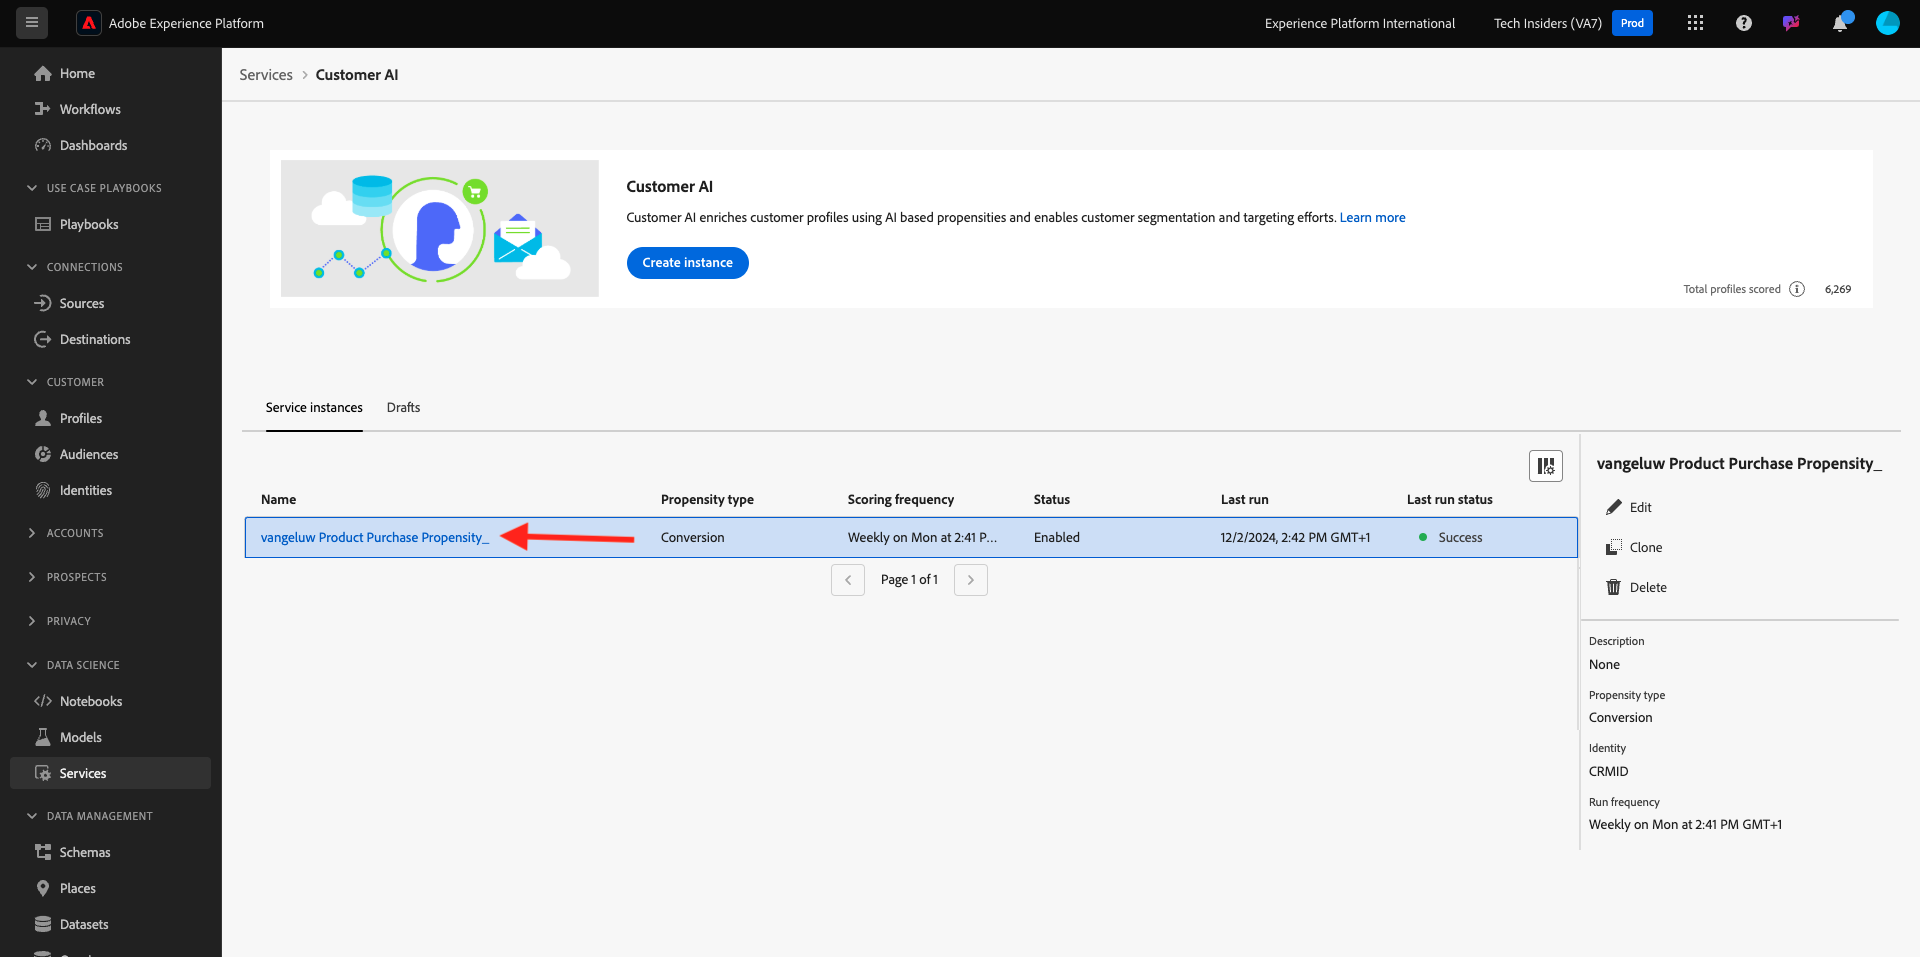 Adobe Experience Platform
Experience Platform International
Tech Insiders (VA7)
Prod
Home
Workflows
Dashboards
USE CASE PLAYBOOKS
Playbooks
CONNECTIONS
Sources
Destinations
CUSTOMER
Profiles
Audiences
Identities
ACCOUNTS
PROSPECTS
PRIVACY
DATA SCIENCE
Notebooks
Models
Services
DATA MANAGEMENT
Schemas
Places
Datasets
Services > Customer AI
Customer AI
Customer AI enriches customer profiles using AI based propensities and enables customer segmentation and targeting efforts. Learn more
Create instance
Total profiles scored 6,269
Service instances Drafts
Name Propensity type Scoring frequency Status Last run Last run status
vangeluw Product Purchase Propensity_ Conversion Weekly on Mon at 2:41 P... Enabled 12/2/2024, 2:42 PM GMT+1 Success
Page 1 of 1
vangeluw Product Purchase Propensity_
Edit
Clone
Delete
Description
None
Propensity type
Conversion
Identity
CRMID
Run frequency
Weekly on Mon at 2:41 PM GMT+1